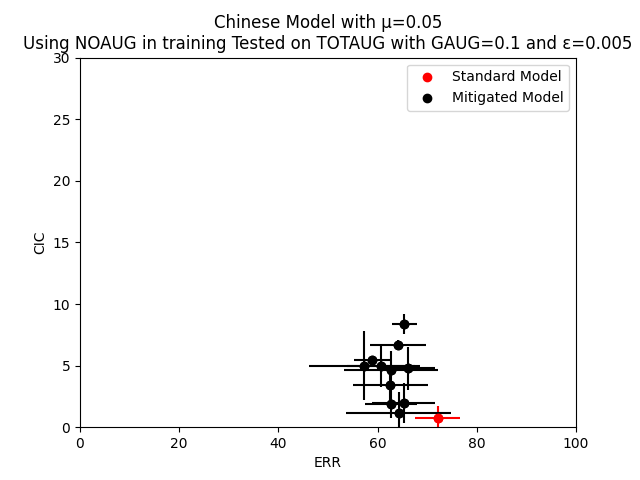 Chinese Model with μ=0.05
Using NOAUG in training Tested on TOTAUG with GAUG=0.1 and ε=0.005
Standard Model
Mitigated Model
30
25
20
15
10
5
0
CIC
0 20 40 60 80 100
ERR